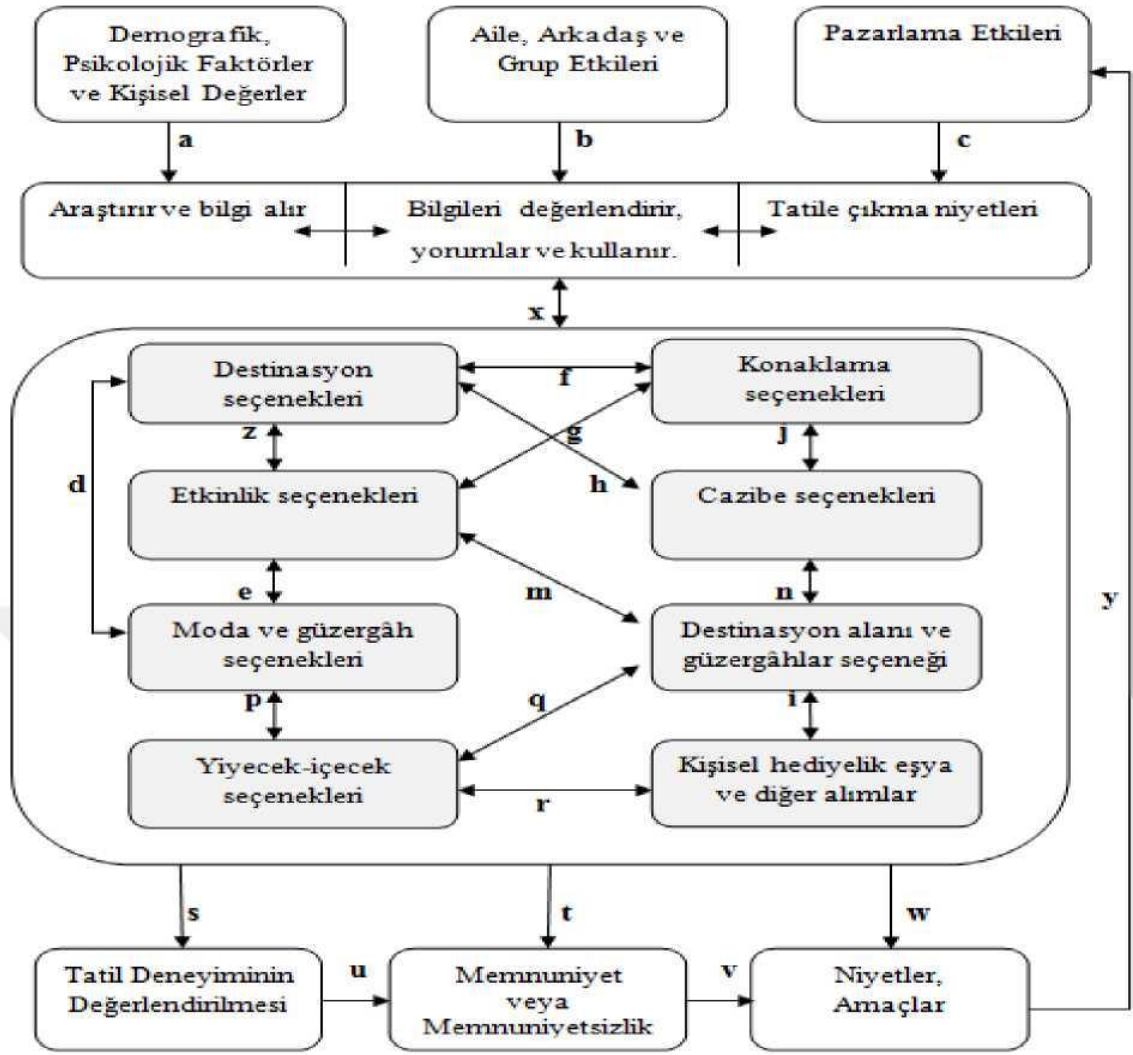 Demografik,
Psikolojik Faktörler
ve Kişisel Değerler
Aile, Arkadaş ve
Grup Etkileri
Pazarlama Etkileri
a
b
c
Araştırır ve bilgi alır
Bilgileri değerlendirir,
yorumlar ve kullanır.
Tatile çıkma niyetleri
x
Destinasyon
seçenekleri
f
Konaklama
seçenekleri
z
g
j
d
Etkinlik seçenekleri
h
Cazibe seçenekleri
e
m
n
y
Moda ve güzergâh
seçenekleri
Destinasyon alanı ve
güzergâhlar seçeneği
p
q
i
Yiyecek-içecek
seçenekleri
r
Kişisel hediyelik eşya
ve diğer alımlar
s
t
w
Tatil Deneyiminin
Değerlendirilmesi
u
Memnuniyet
veya
Memnuniyetsizlik
v
Niyetler,
Amaçlar